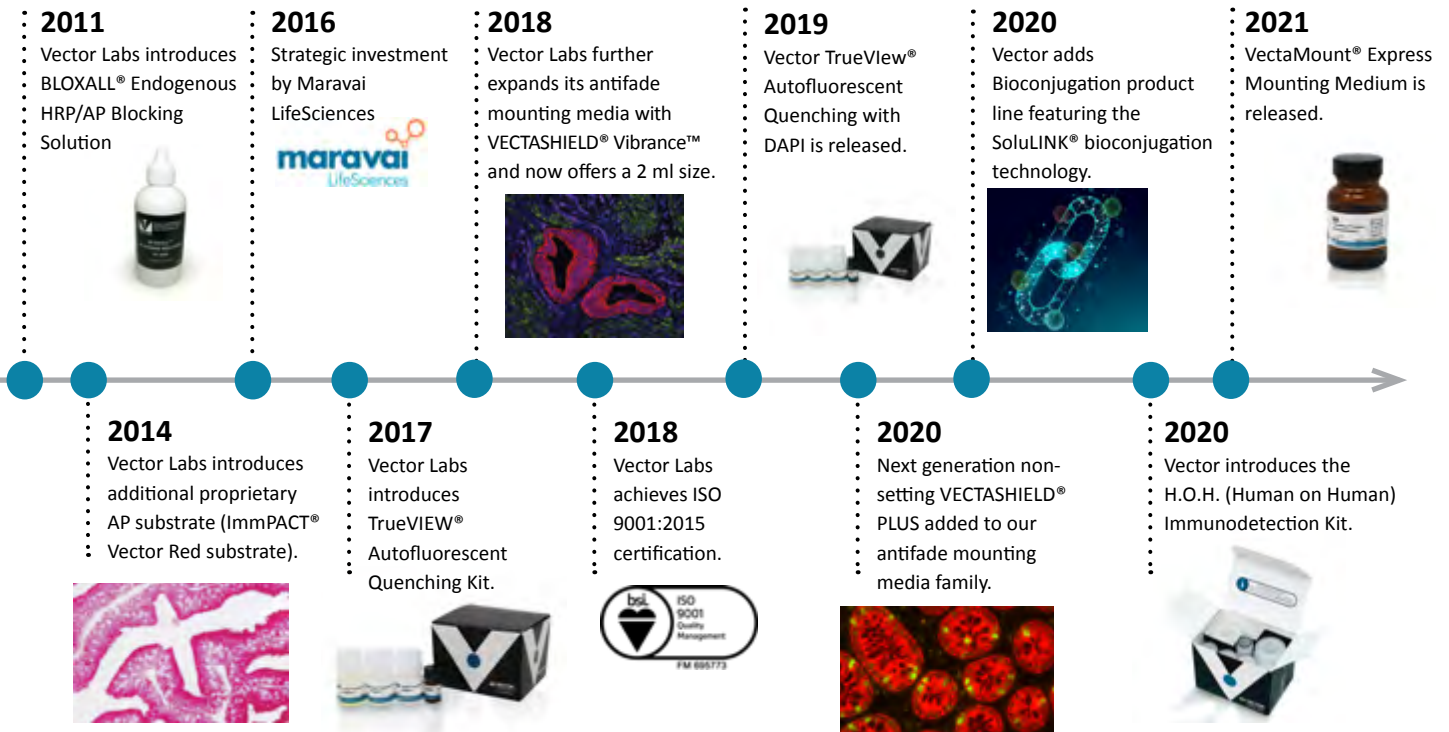 2011
Vector Labs introduces
BLOXALL® Endogenous
HRP/AP Blocking
Solution
2016
Strategic investment
by Maravai
LifeSciences
maravai
LifeSciences
2018
Vector Labs further
expands its antifade
mounting media with
VECTASHIELD® Vibrance™
and now offers a 2 ml size.
2019
Vector TrueVIew®
Autofluorescent
Quenching with
DAPI is released.
2020
Vector adds
Bioconjugation product
line featuring the
SoluLINK® bioconjugation
technology.
2021
VectaMount® Express
Mounting Medium is
released.
2014
Vector Labs introduces
additional proprietary
AP substrate (ImmPACT®
Vector Red substrate).
2017
Vector Labs
introduces
TrueVIEW®
Autofluorescent
Quenching Kit.
2018
Vector Labs
achieves ISO
9001:2015
certification.
bsi.
ISO
9001
Quality
Management
FM 695773
2020
Next generation non-
setting VECTASHIELD®
PLUS added to our
antifade mounting
media family.
2020
Vector introduces the
H.O.H. (Human on Human)
Immunodetection Kit.